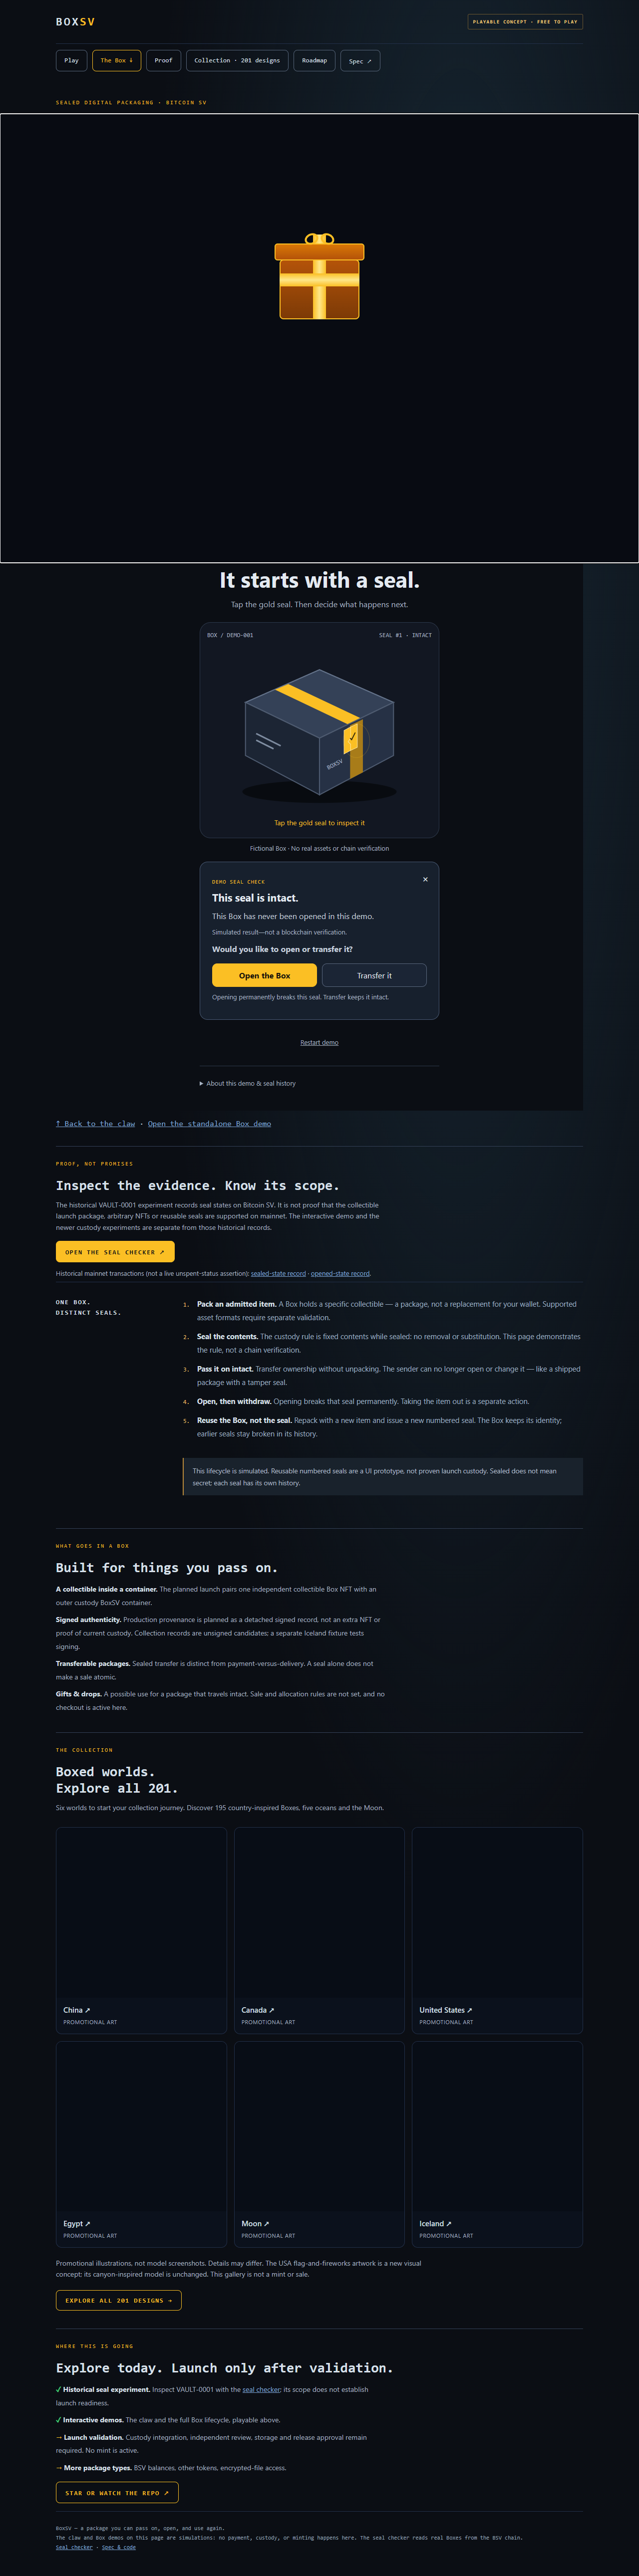 BOXSV
PLAYABLE CONCEPT · FREE TO PLAY
Play
The Box ↓
Proof
Collection · 201 designs
Roadmap
Spec ↗
SEALED DIGITAL PACKAGING · BITCOIN SV
It starts with a seal.
Tap the gold seal. Then decide what happens next.
BOX / DEMO-001
SEAL #1 · INTACT
BOXSV
Tap the gold seal to inspect it
Fictional Box · No real assets or chain verification
DEMO SEAL CHECK
×
This seal is intact.
This Box has never been opened in this demo.
Simulated result—not a blockchain verification.
Would you like to open or transfer it?
Open the Box
Transfer it
Opening permanently breaks this seal. Transfer keeps it intact.
Restart demo
▶ About this demo & seal history
↑ Back to the claw · Open the standalone Box demo
PROOF, NOT PROMISES
Inspect the evidence. Know its scope.
The historical VAULT-0001 experiment records seal states on Bitcoin SV. It is not proof that the collectible
launch package, arbitrary NFTs or reusable seals are supported on mainnet. The interactive demo and the
newer custody experiments are separate from those historical records.
OPEN THE SEAL CHECKER ↗
Historical mainnet transactions (not a live unspent-status assertion): sealed-state record · opened-state record.
ONE BOX.
DISTINCT SEALS.
1. Pack an admitted item. A Box holds a specific collectible — a package, not a replacement for your wallet. Supported
asset formats require separate validation.
2. Seal the contents. The custody rule is fixed contents while sealed: no removal or substitution. This page demonstrates
the rule, not a chain verification.
3. Pass it on intact. Transfer ownership without unpacking. The sender can no longer open or change it — like a shipped
package with a tamper seal.
4. Open, then withdraw. Opening breaks that seal permanently. Taking the item out is a separate action.
5. Reuse the Box, not the seal. Repack with a new item and issue a new numbered seal. The Box keeps its identity;
earlier seals stay broken in its history.
This lifecycle is simulated. Reusable numbered seals are a UI prototype, not proven launch custody. Sealed does not mean
secret; each seal has its own history.
WHAT GOES IN A BOX
Built for things you pass on.
A collectible inside a container. The planned launch pairs one independent collectible Box NFT with an
outer custody BoxSV container.
Signed authenticity. Production provenance is planned as a detached signed record, not an extra NFT or
proof of current custody. Collection records are unsigned candidates; a separate Iceland fixture tests
signing.
Transferable packages. Sealed transfer is distinct from payment-versus-delivery. A seal alone does not
make a sale atomic.
Gifts & drops. A possible use for a package that travels intact. Sale and allocation rules are not set, and no
checkout is active here.
THE COLLECTION
Boxed worlds.
Explore all 201.
Six worlds to start your collection journey. Discover 195 country-inspired Boxes, five oceans and the Moon.
China ↗
PROMOTIONAL ART
Canada ↗
PROMOTIONAL ART
United States ↗
PROMOTIONAL ART
Egypt ↗
PROMOTIONAL ART
Moon ↗
PROMOTIONAL ART
Iceland ↗
PROMOTIONAL ART
Promotional illustrations, not model screenshots. Details may differ. The USA flag-and-fireworks artwork is a new visual
concept; its canyon-inspired model is unchanged. This gallery is not a mint or sale.
EXPLORE ALL 201 DESIGNS →
WHERE THIS IS GOING
Explore today. Launch only after validation.
✓ Historical seal experiment. Inspect VAULT-0001 with the seal checker; its scope does not establish
launch readiness.
✓ Interactive demos. The claw and the full Box lifecycle, playable above.
→ Launch validation. Custody integration, independent review, storage and release approval remain
required. No mint is active.
→ More package types. BSV balances, other tokens, encrypted-file access.
STAR OR WATCH THE REPO ↗
BoxSV — a package you can pass on, open, and use again.
The claw and Box demos on this page are simulations: no payment, custody, or minting happens here. The seal checker reads real Boxes from the BSV chain.
Seal checker · Spec & code